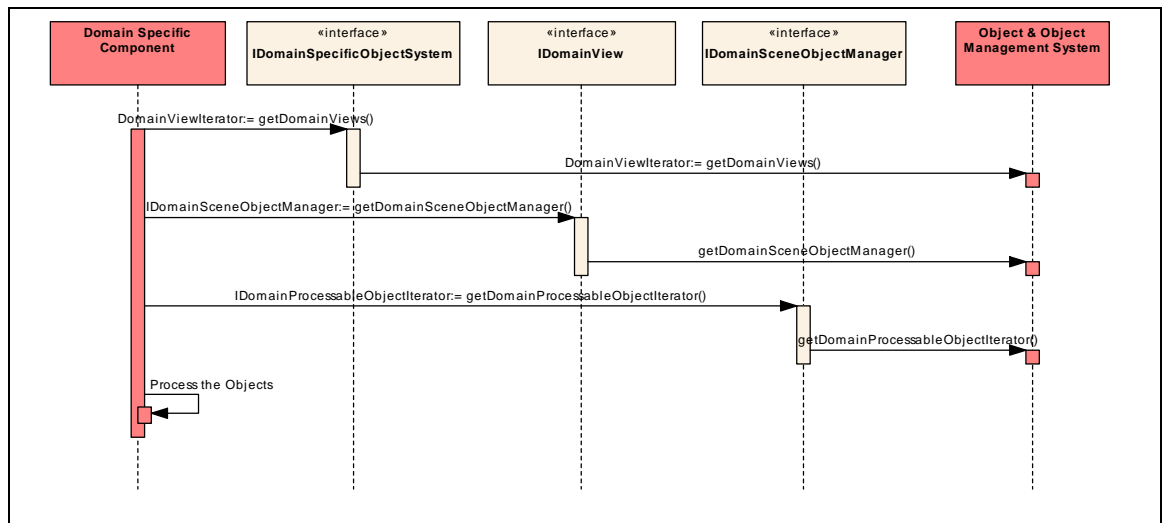 Domain Specific
Component
«interface»
IDomainSpecificObjectSystem
«interface»
IDomainView
«interface»
IDomainSceneObjectManager
Object & Object
Management System
DomainViewIterator:= getDomainViews()
DomainViewIterator:= getDomainViews()
IDomainSceneObjectManager:= getDomainSceneObjectManager()
getDomainSceneObjectManager()
IDomainProcessableObjectIterator:= getDomainProcessableObjectIterator()
getDomainProcessableObjectIterator()
Process the Objects